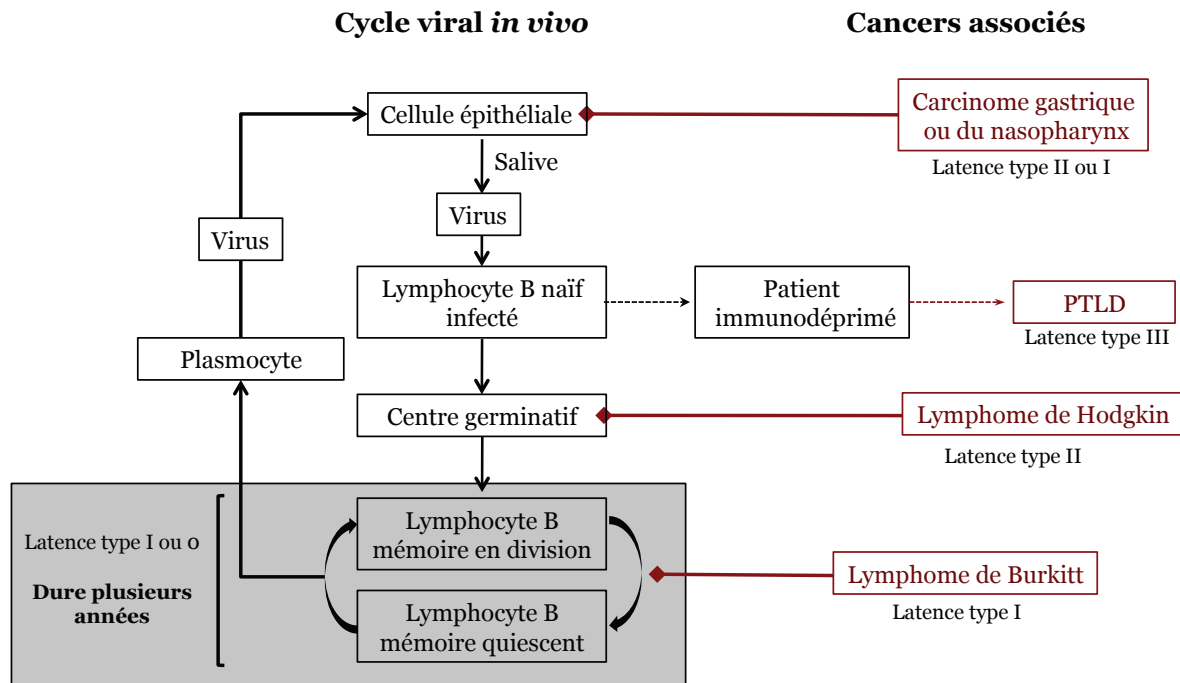 Cycle viral in vivo
Cancers associés
Cellule épithéliale
Carcinome gastrique
ou du nasopharynx
Latence type II ou I
Salive
Virus
Virus
Lymphocyte B naïf
infecté
Patient
immunodéprimé
PTLD
Latence type III
Plasmocyte
Centre germinatif
Lymphome de Hodgkin
Latence type II
Latence type I ou 0
Dure plusieurs
années
Lymphocyte B
mémoire en division
Lymphocyte B
mémoire quiescent
Lymphome de Burkitt
Latence type I